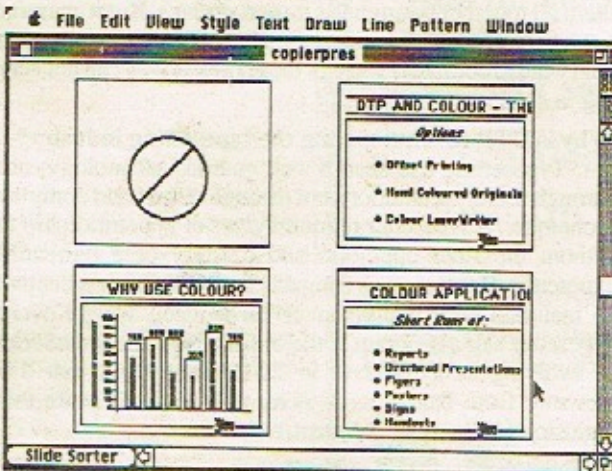 File Edit View Style Text Draw Line Pattern Window
copierpres
DTP AND COLOUR - THE
Options
Offset Printing
Hand Coloured Originals
Colour LaserWriter
WHY USE COLOUR?
COLOUR APPLICATION
Short Runs of:
Reports
Overhead Presentations
Flyers
Posters
Signs
Handouts
Slide Sorter